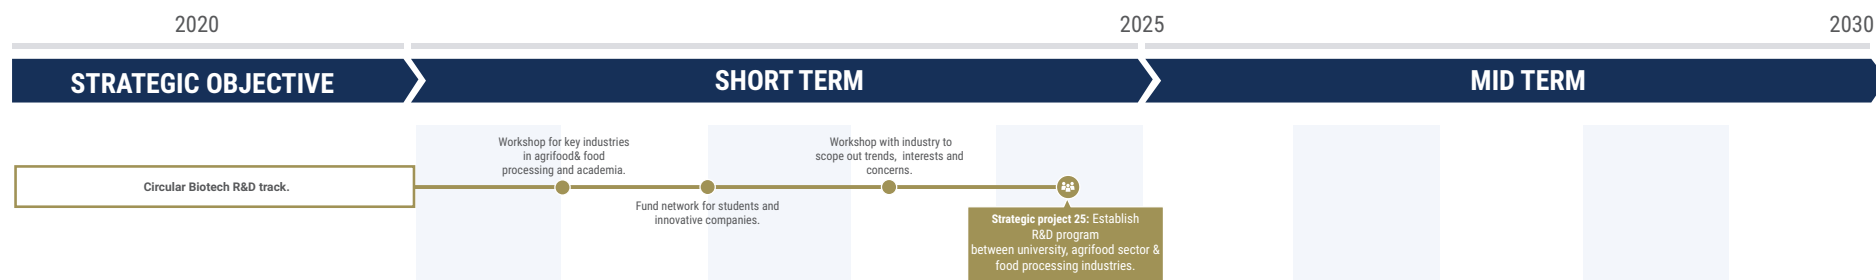 2020
2025
2030
STRATEGIC OBJECTIVE
SHORT TERM
MID TERM
Workshop for key industries
in agrifood& food
processing and academia.
Workshop with industry to
scope out trends, interests and
concerns.
Circular Biotech R&D track.
Fund network for students and
innovative companies.
Strategic project 25: Establish
R&D program
between university, agrifood sector &
food processing industries.